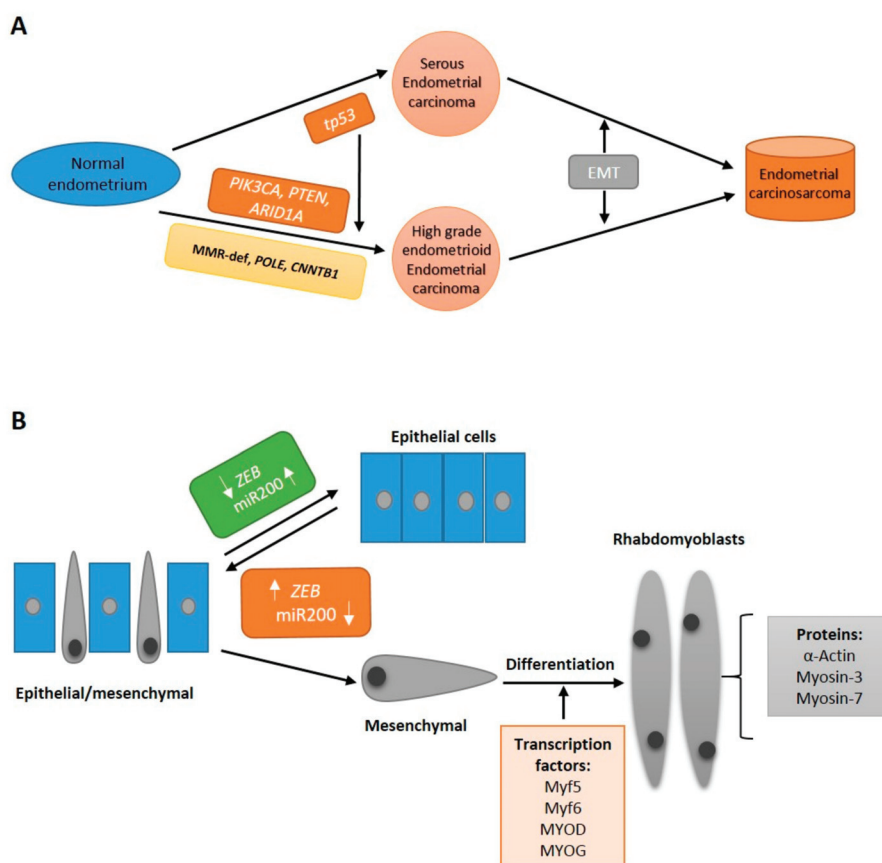 A
Serous
Endometrial
carcinoma
tp53
Normal
endometrium
PIK3CA, PTEN,
ARID1A
MMR-def, POLE, CNNTB1
High grade
endometrioid
Endometrial
carcinoma
EMT
Endometrial
carcinosarcoma
B
Epithelial cells
ZEB
miR200
ZEB
miR200
Epithelial/mesenchymal
Mesenchymal
Differentiation
Transcription
factors:
Myf5
Myf6
MYOD
MYOG
Rhabdomyoblasts
Proteins:
α-Actin
Myosin-3
Myosin-7